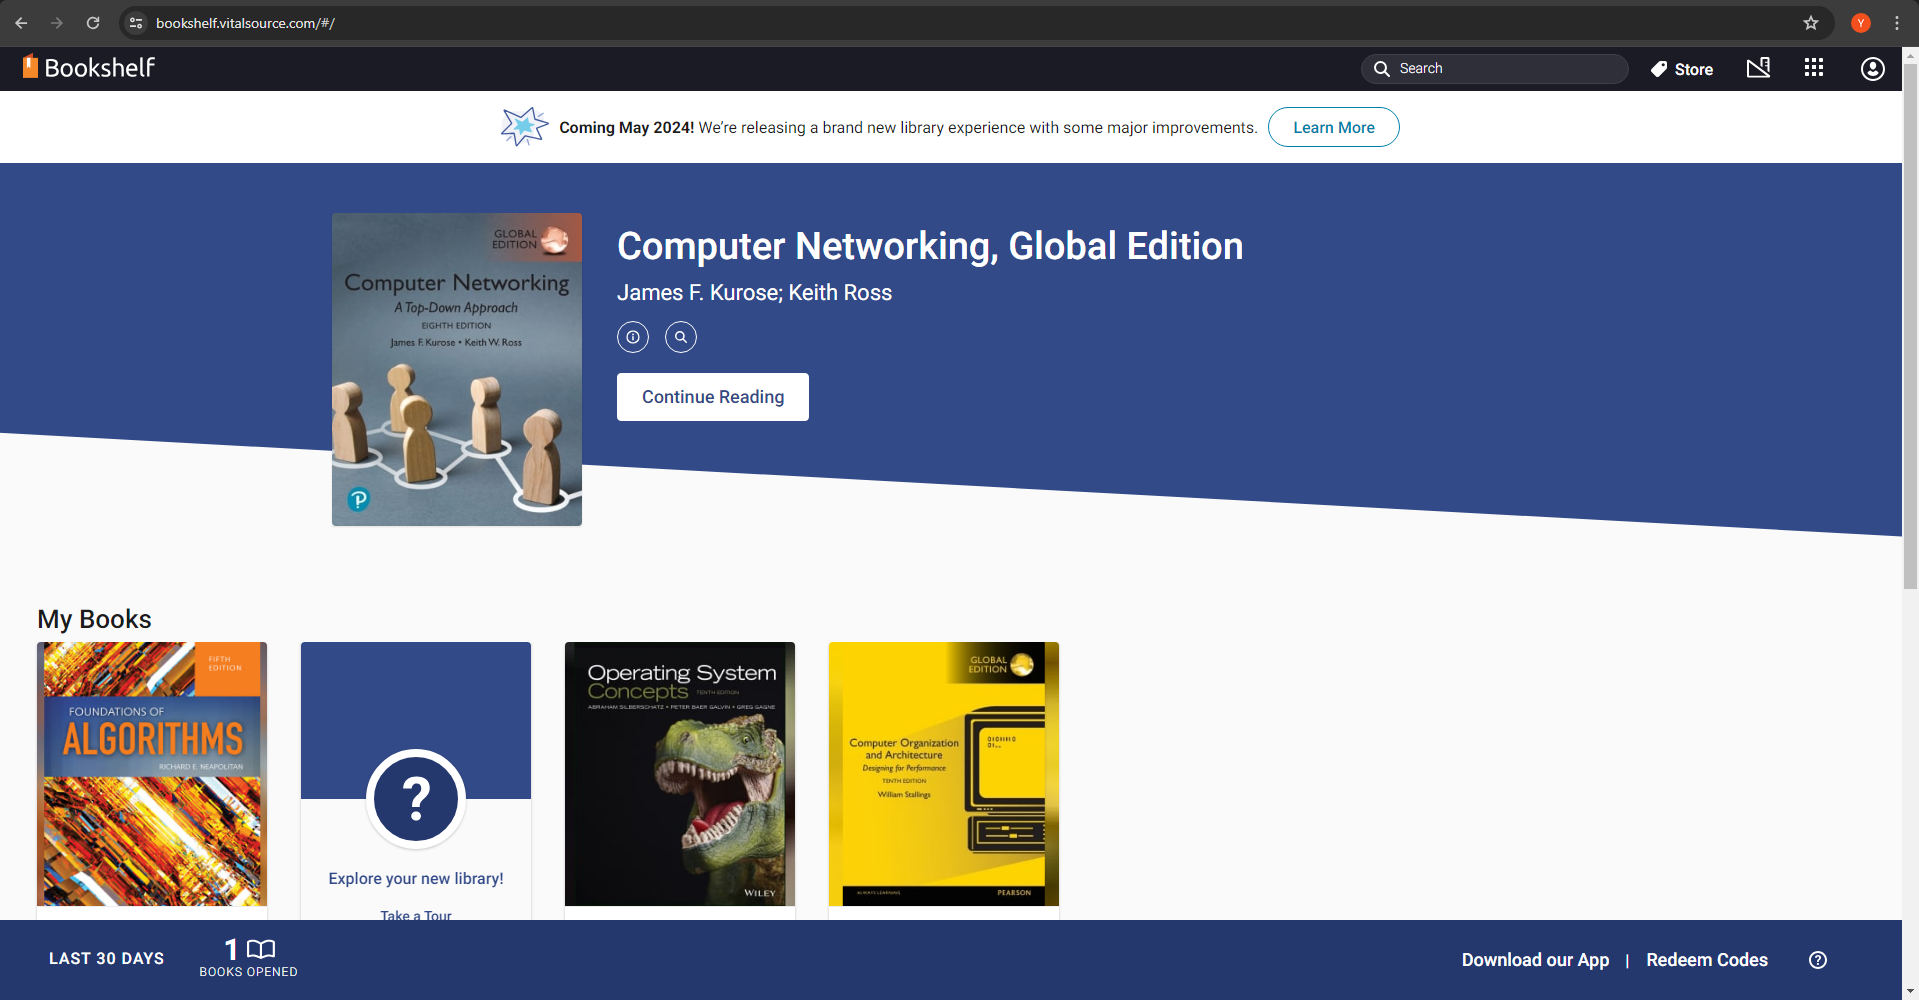 bookshelf.vitalsource.com/#/
Y
Bookshelf
Search
Store
Coming May 2024! We’re releasing a brand new library experience with some major improvements.
Learn More
GLOBAL
EDITION
Computer Networking
A Top-Down Approach
EIGHTH EDITION
James F. Kurose • Keith W. Ross
P
Computer Networking, Global Edition
James F. Kurose; Keith Ross
Continue Reading
My Books
FIFTH
EDITION
FOUNDATIONS OF
ALGORITHMS
RICHARD E. NEAPOLITAN
?
Explore your new library!
Take a Tour
Operating System
Concepts TENTH EDITION
ABRAHAM SILBERSCHATZ • PETER BAER GALVIN • GREG GAGNE
WILEY
GLOBAL
EDITION
Computer Organization
and Architecture
Designing for Performance
TENTH EDITION
William Stallings
ALWAYS LEARNING
PEARSON
LAST 30 DAYS
1
BOOKS OPENED
Download our App | Redeem Codes
?